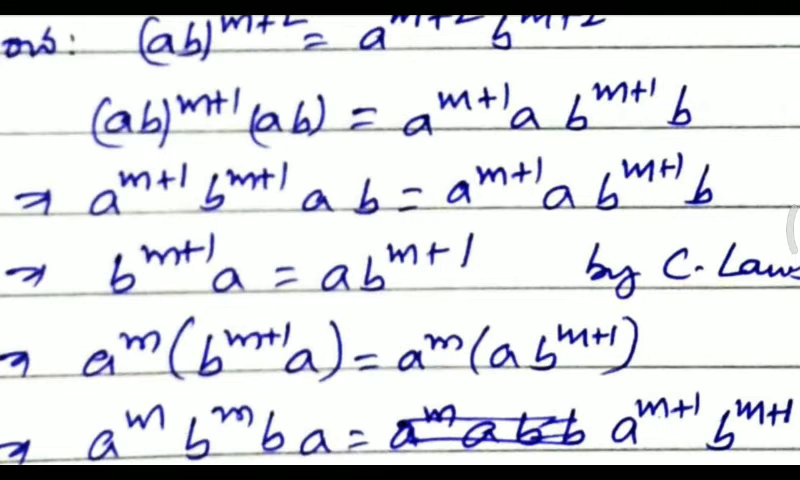 (ab)^{m+2} = a^{m+2} b^{m+2}
(ab)^{m+1} (ab) = a^{m+1} a b^{m+1} b
⇒ a^{m+1} b^{m+1} a b = a^{m+1} a b^{m+1} b
⇒ b^{m+1} a = a b^{m+1} by C. Laws
⇒ a^m (b^{m+1} a) = a^m (a b^{m+1})
⇒ a^m b^m b a = a^{m+1} b^{m+1}